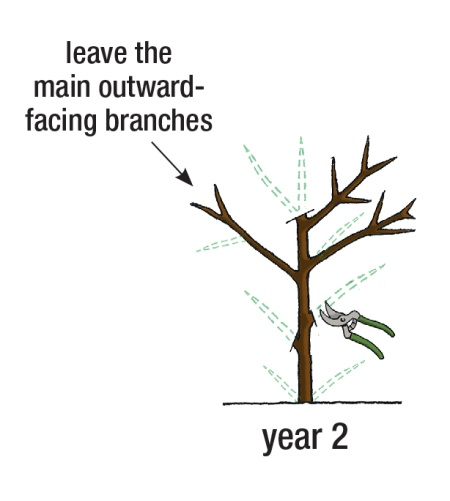 leave the
main outward-
facing branches
year 2